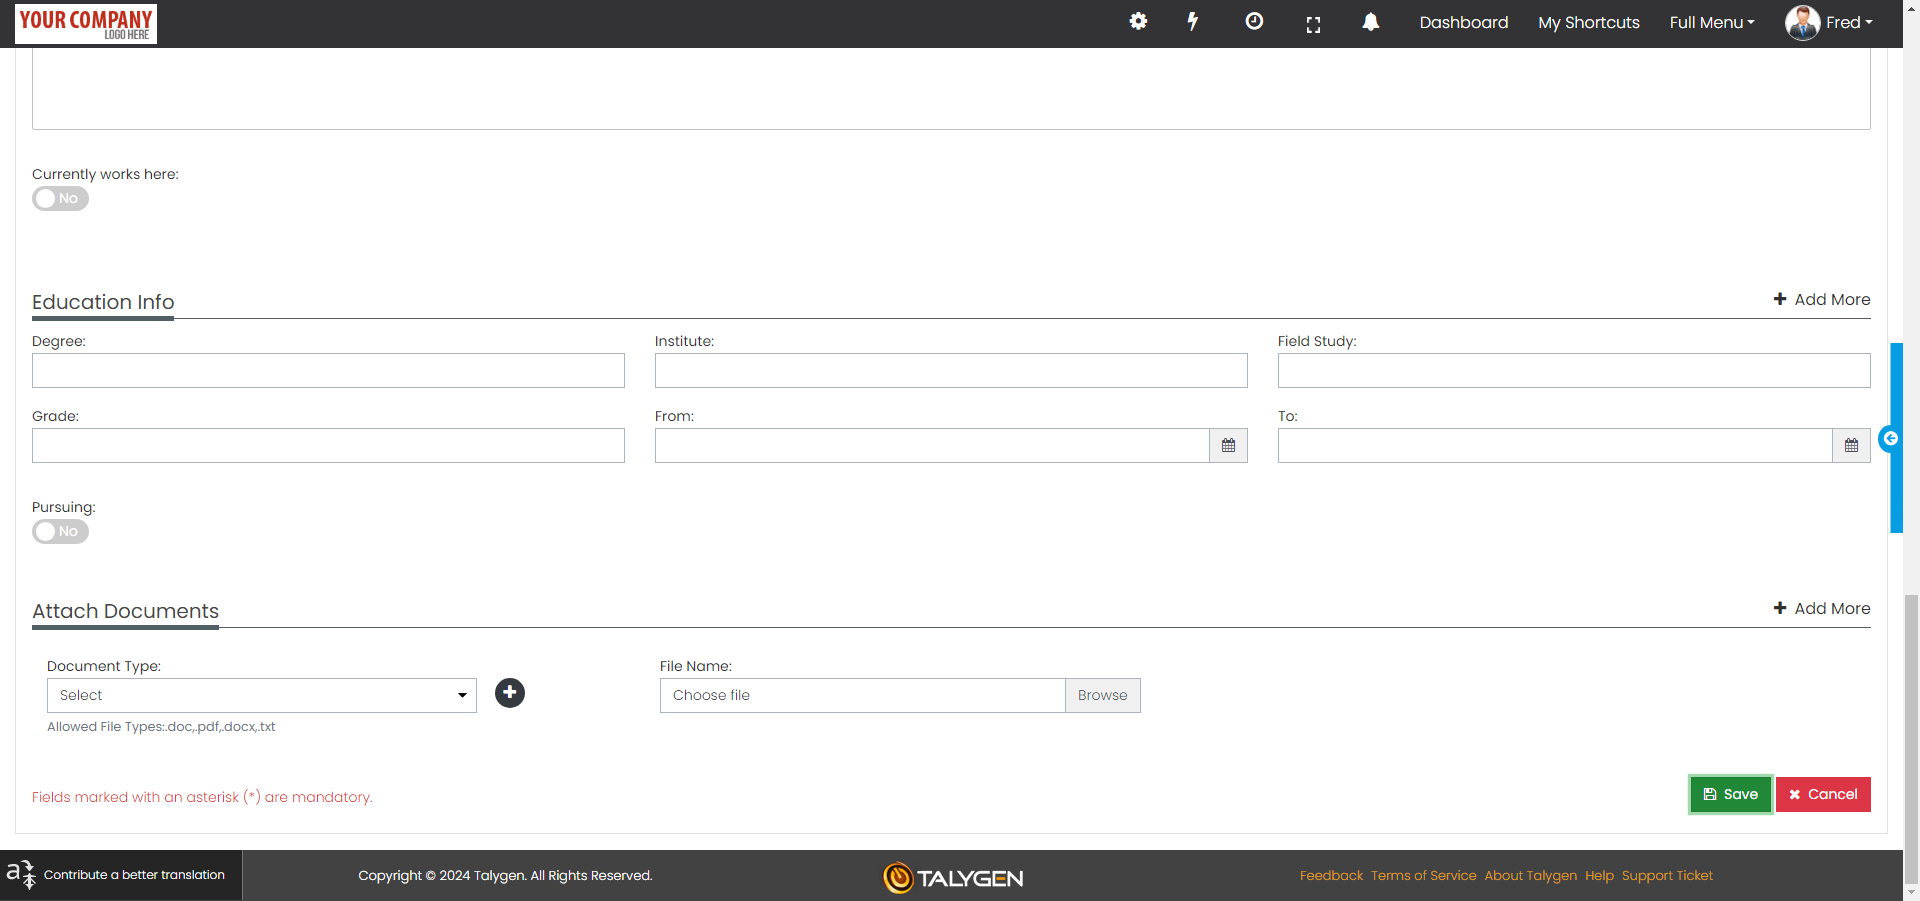 YOUR COMPANY
LOGO HERE
Dashboard
My Shortcuts
Full Menu
Fred
Currently works here:
No
Education Info
Add More
Degree:
Institute:
Field Study:
Grade:
From:
To:
Pursuing:
No
Attach Documents
Add More
Document Type:
File Name:
Select
Choose file
Browse
Allowed File Types:.doc,.pdf,.docx,.txt
Fields marked with an asterisk (*) are mandatory.
Save
Cancel
Contribute a better translation
Copyright © 2024 Talygen. All Rights Reserved.
TALYGEN
Feedback Terms of Service About Talygen Help Support Ticket